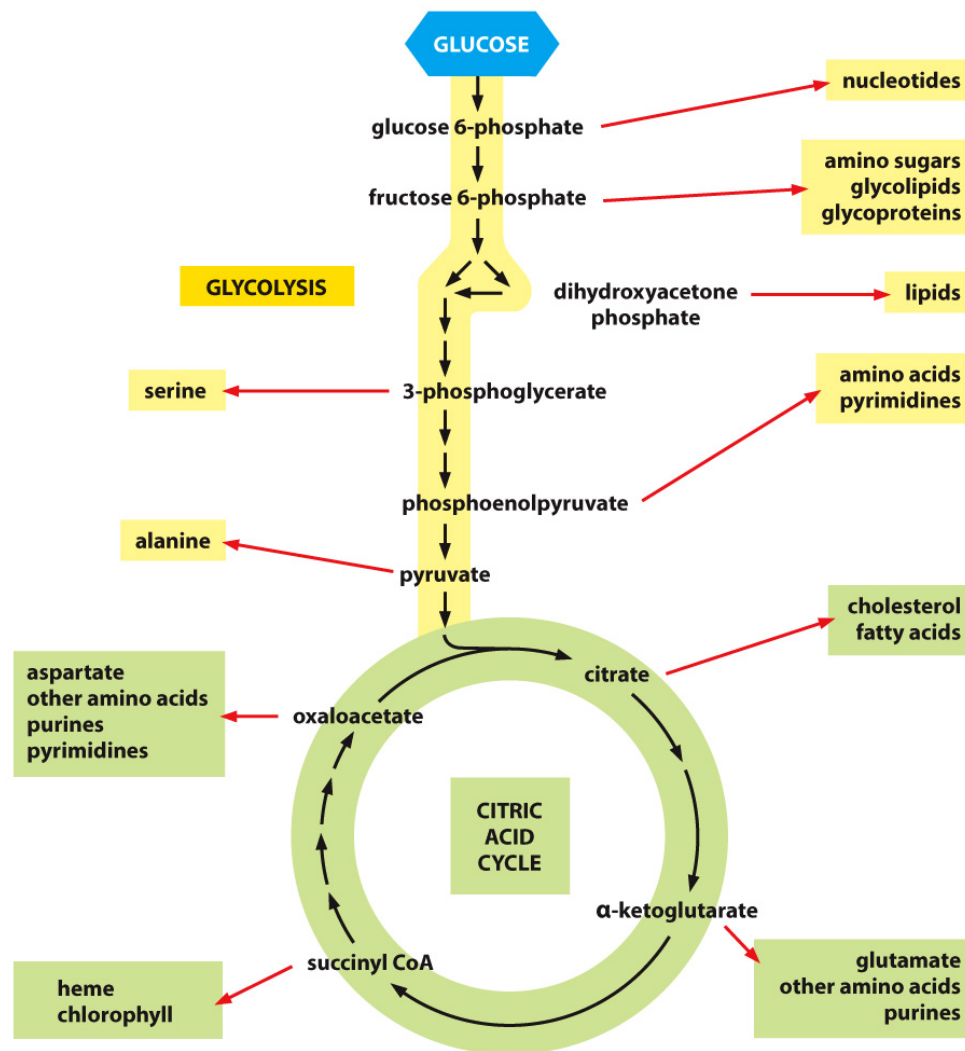 GLUCOSE
nucleotides
glucose 6-phosphate
amino sugars
glycolipids
glycoproteins
fructose 6-phosphate
GLYCOLYSIS
dihydroxyacetone
phosphate
lipids
serine
3-phosphoglycerate
amino acids
pyrimidines
phosphoenolpyruvate
alanine
pyruvate
cholesterol
fatty acids
citrate
aspartate
other amino acids
purines
pyrimidines
oxaloacetate
CITRIC
ACID
CYCLE
α-ketoglutarate
succinyl CoA
glutamate
other amino acids
purines
heme
chlorophyll